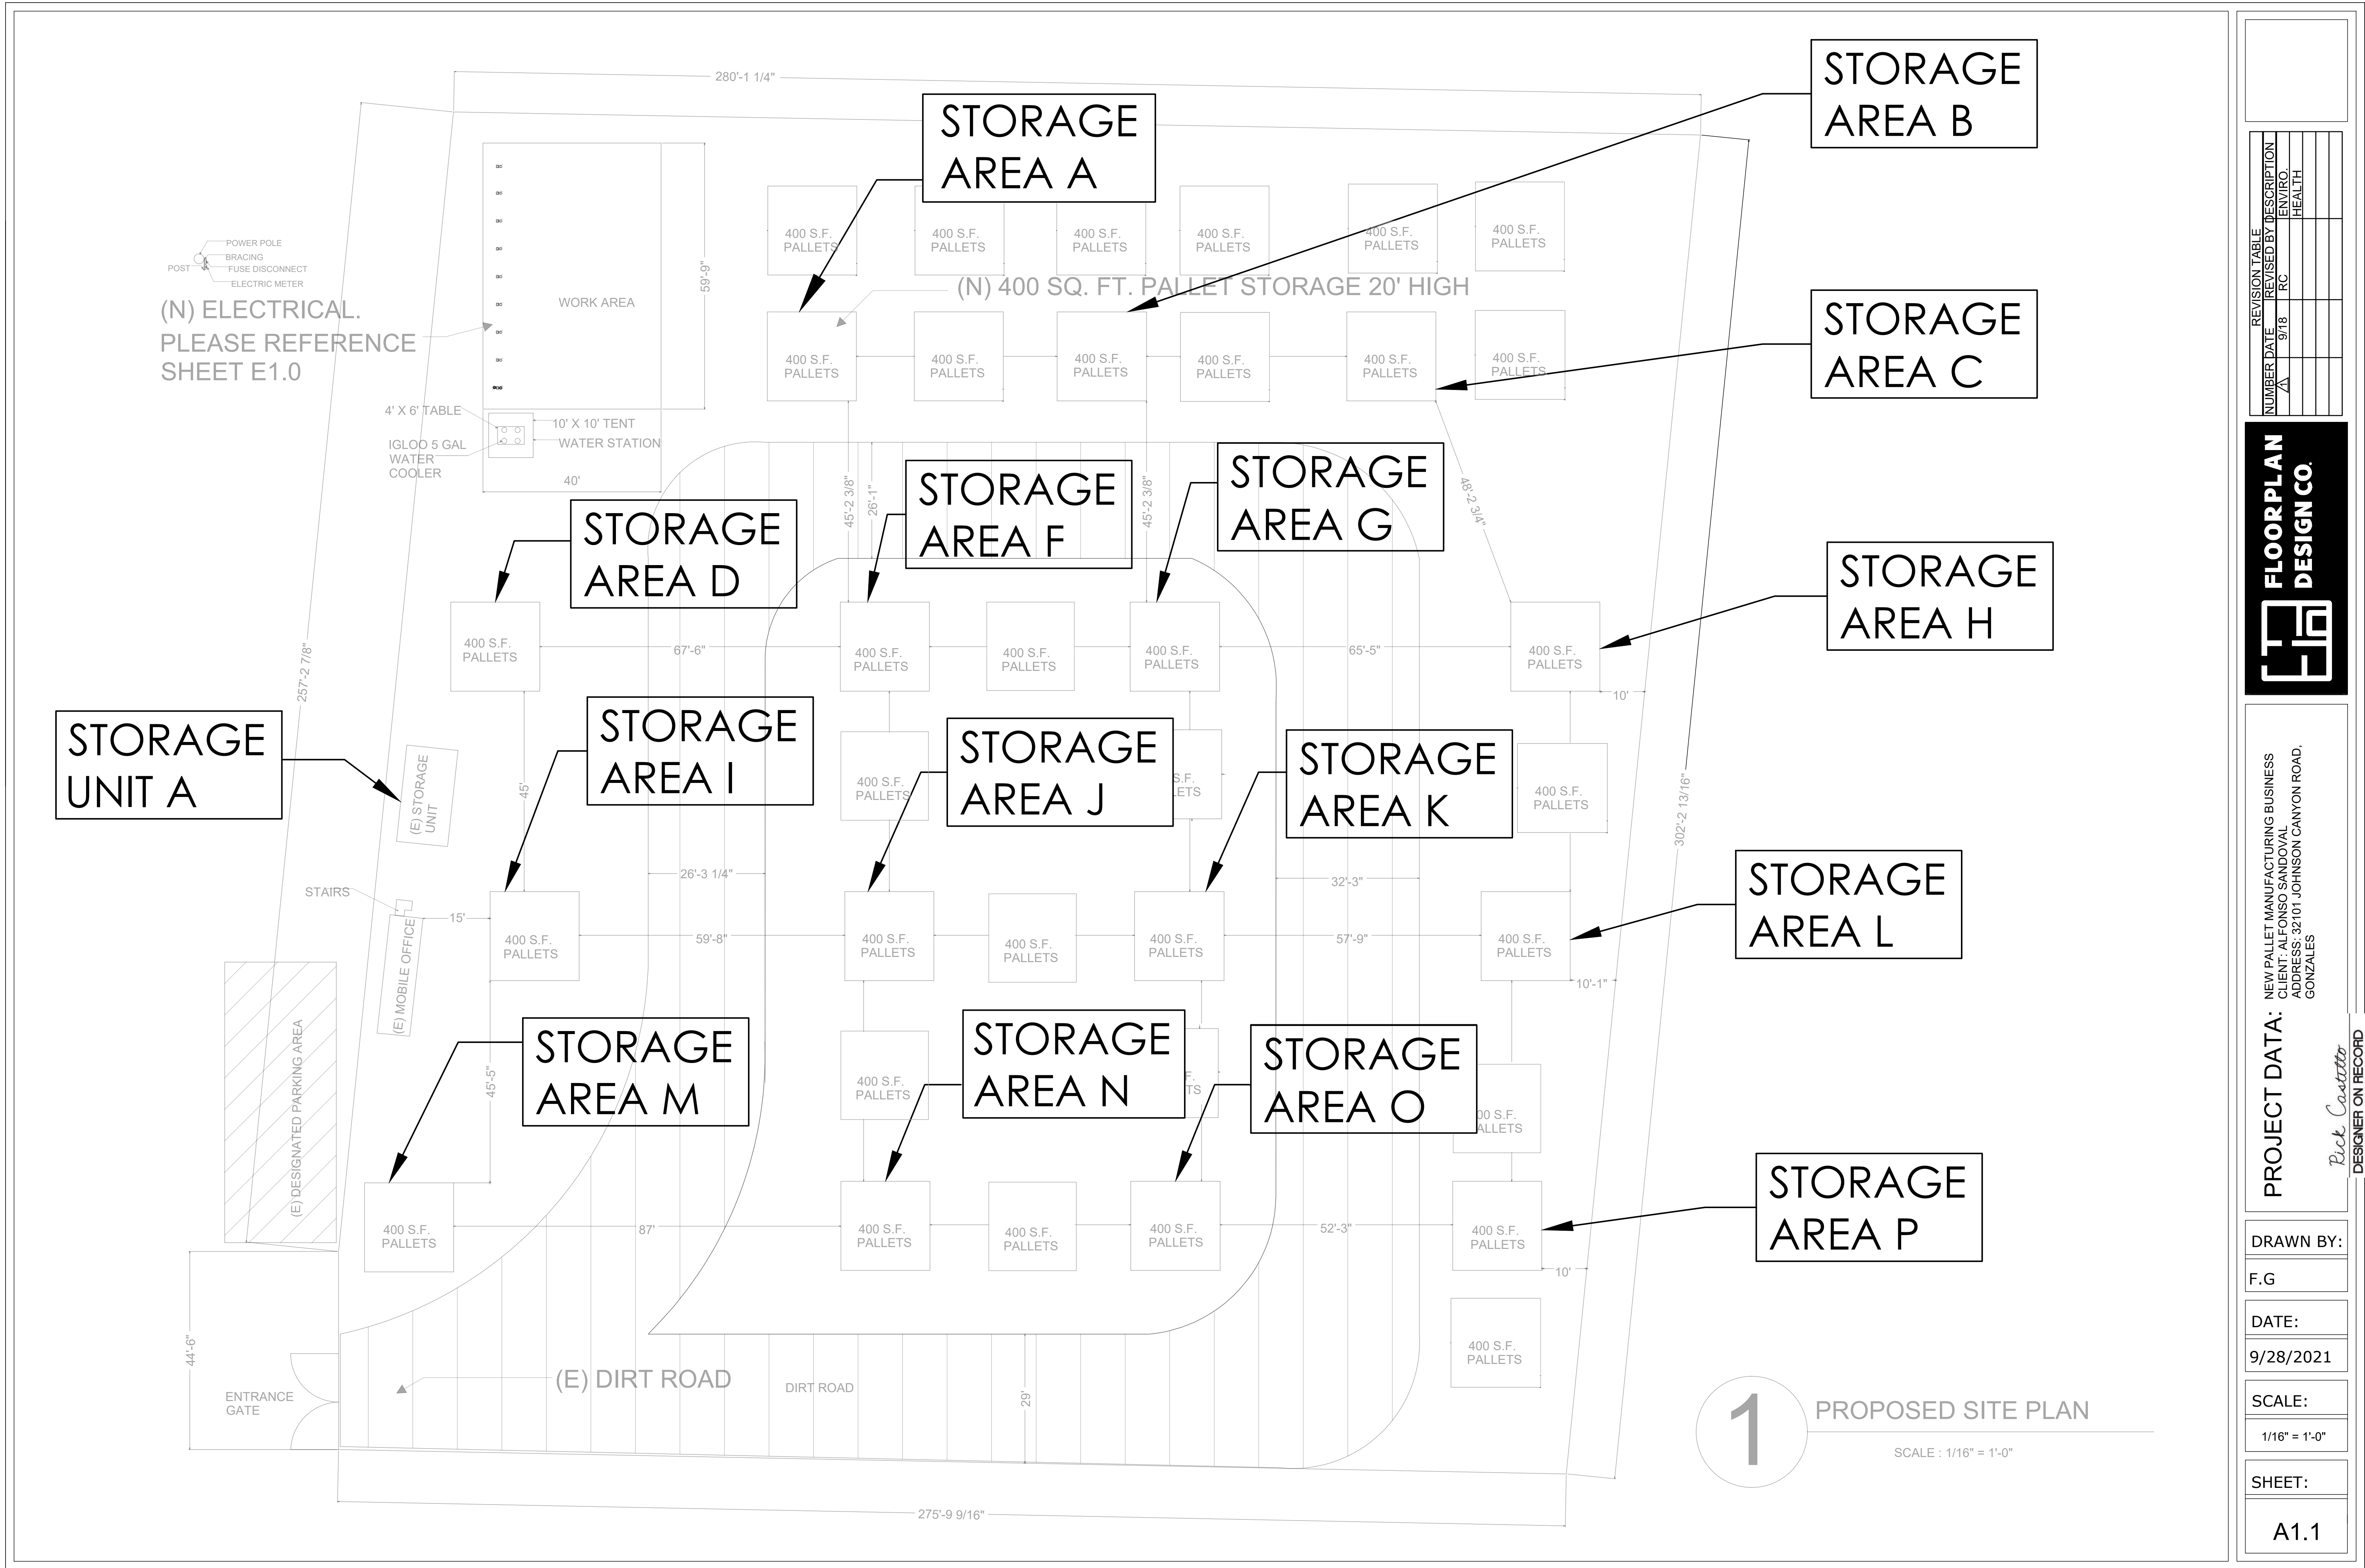 280'-1 1/4"
STORAGE
AREA A
STORAGE
AREA B
400 S.F.
PALLETS
400 S.F.
PALLETS
400 S.F.
PALLETS
400 S.F.
PALLETS
400 S.F.
PALLETS
400 S.F.
PALLETS
POWER POLE
BRACING
POST
FUSE DISCONNECT
ELECTRIC METER
(N) ELECTRICAL.
PLEASE REFERENCE
SHEET E1.0
WORK AREA
59'-9"
(N) 400 SQ. FT. PALLET STORAGE 20' HIGH
STORAGE
AREA C
400 S.F.
PALLETS
400 S.F.
PALLETS
400 S.F.
PALLETS
400 S.F.
PALLETS
400 S.F.
PALLETS
400 S.F.
PALLETS
4' X 6' TABLE
10' X 10' TENT
IGLOO 5 GAL
WATER
COOLER
WATER STATION
40'
45'-2 3/8"
26'-1"
45'-2 3/8"
48'-2 3/4"
STORAGE
AREA D
STORAGE
AREA F
STORAGE
AREA G
STORAGE
AREA H
257'-2 7/8"
400 S.F.
PALLETS
67'-6"
400 S.F.
PALLETS
400 S.F.
PALLETS
400 S.F.
PALLETS
65'-5"
400 S.F.
PALLETS
10'
STORAGE
UNIT A
(E) STORAGE
UNIT
45'
STORAGE
AREA I
400 S.F.
PALLETS
STORAGE
AREA J
S.F.
ETS
STORAGE
AREA K
400 S.F.
PALLETS
302'-2 13/16"
STAIRS
26'-3 1/4"
32'-3"
STORAGE
AREA L
15'
(E) MOBILE OFFICE
400 S.F.
PALLETS
59'-8"
400 S.F.
PALLETS
400 S.F.
PALLETS
400 S.F.
PALLETS
57'-9"
400 S.F.
PALLETS
10'-1"
(E) DESIGNATED PARKING AREA
45'-5"
STORAGE
AREA M
400 S.F.
PALLETS
STORAGE
AREA N
F.
TS
STORAGE
AREA O
00 S.F.
ALLETS
STORAGE
AREA P
400 S.F.
PALLETS
87'
400 S.F.
PALLETS
400 S.F.
PALLETS
400 S.F.
PALLETS
52'-3"
400 S.F.
PALLETS
10'
400 S.F.
PALLETS
44'-6"
ENTRANCE
GATE
(E) DIRT ROAD
DIRT ROAD
29'
275'-9 9/16"
1
PROPOSED SITE PLAN
SCALE : 1/16" = 1'-0"
REVISION TABLE
NUMBER DATE REVISED BY DESCRIPTION
1 9/18 RC ENVIRO.
HEALTH
FLOORPLAN
DESIGN CO.
PROJECT DATA: NEW PALLET MANUFACTURING BUSINESS
CLIENT: ALFONSO SANDOVAL
ADDRESS: 32101 JOHNSON CANYON ROAD,
GONZALES
Rick Castillo
DESIGNER ON RECORD
DRAWN BY:
F.G
DATE:
9/28/2021
SCALE:
1/16" = 1'-0"
SHEET:
A1.1